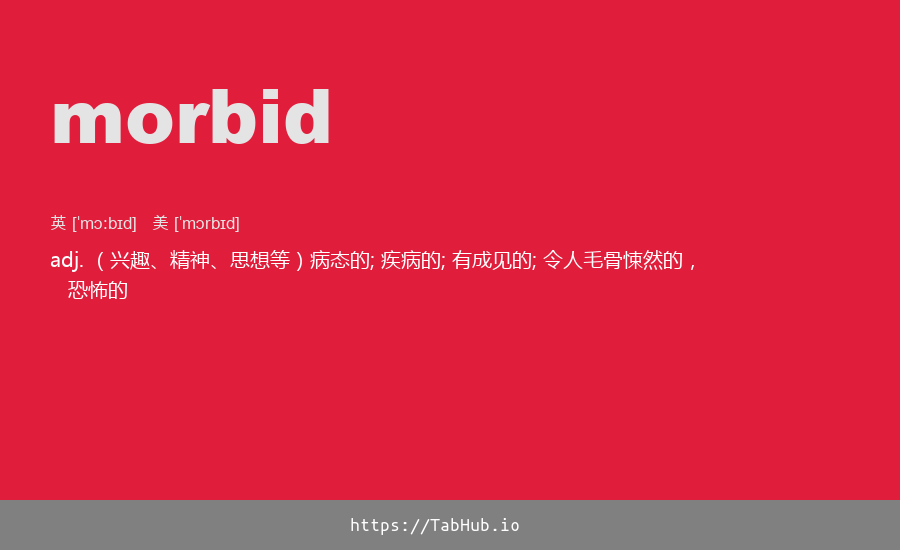 morbid
英 [ˈmɔːbɪd] 美 [ˈmɔrbɪd]
adj. （兴趣、精神、思想等）病态的; 疾病的; 有成见的; 令人毛骨悚然的，
恐怖的
https://TabHub.io